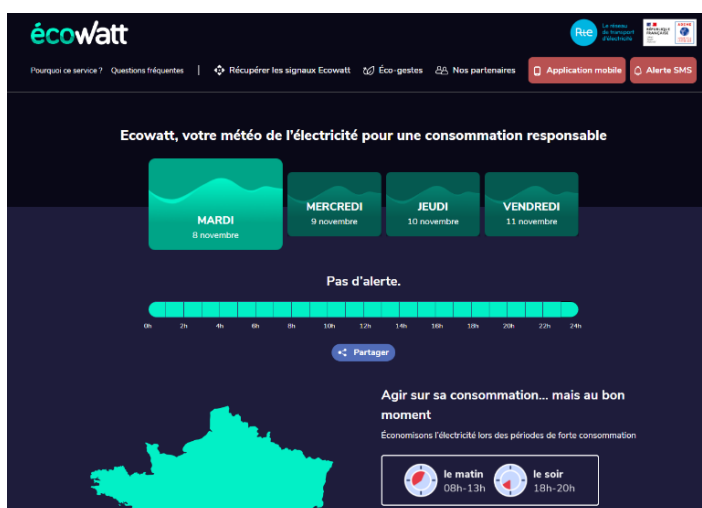 écoWatt
Rte
Le réseau
de transport
d'électricité
RÉPUBLIQUE
FRANÇAISE
Pourquoi ce service ? Questions fréquentes | Récupérer les signaux Ecowatt Éco-gestes Nos partenaires Application mobile Alerte SMS
Ecowatt, votre météo de l'électricité pour une consommation responsable
MARDI
8 novembre
MERCREDI
9 novembre
JEUDI
10 novembre
VENDREDI
11 novembre
Pas d'alerte.
0h 2h 4h 6h 8h 10h 12h 14h 16h 18h 20h 22h 24h
Partager
Agir sur sa consommation... mais au bon
moment
Économisons l'électricité lors des périodes de forte consommation
le matin
08h-13h
le soir
18h-20h